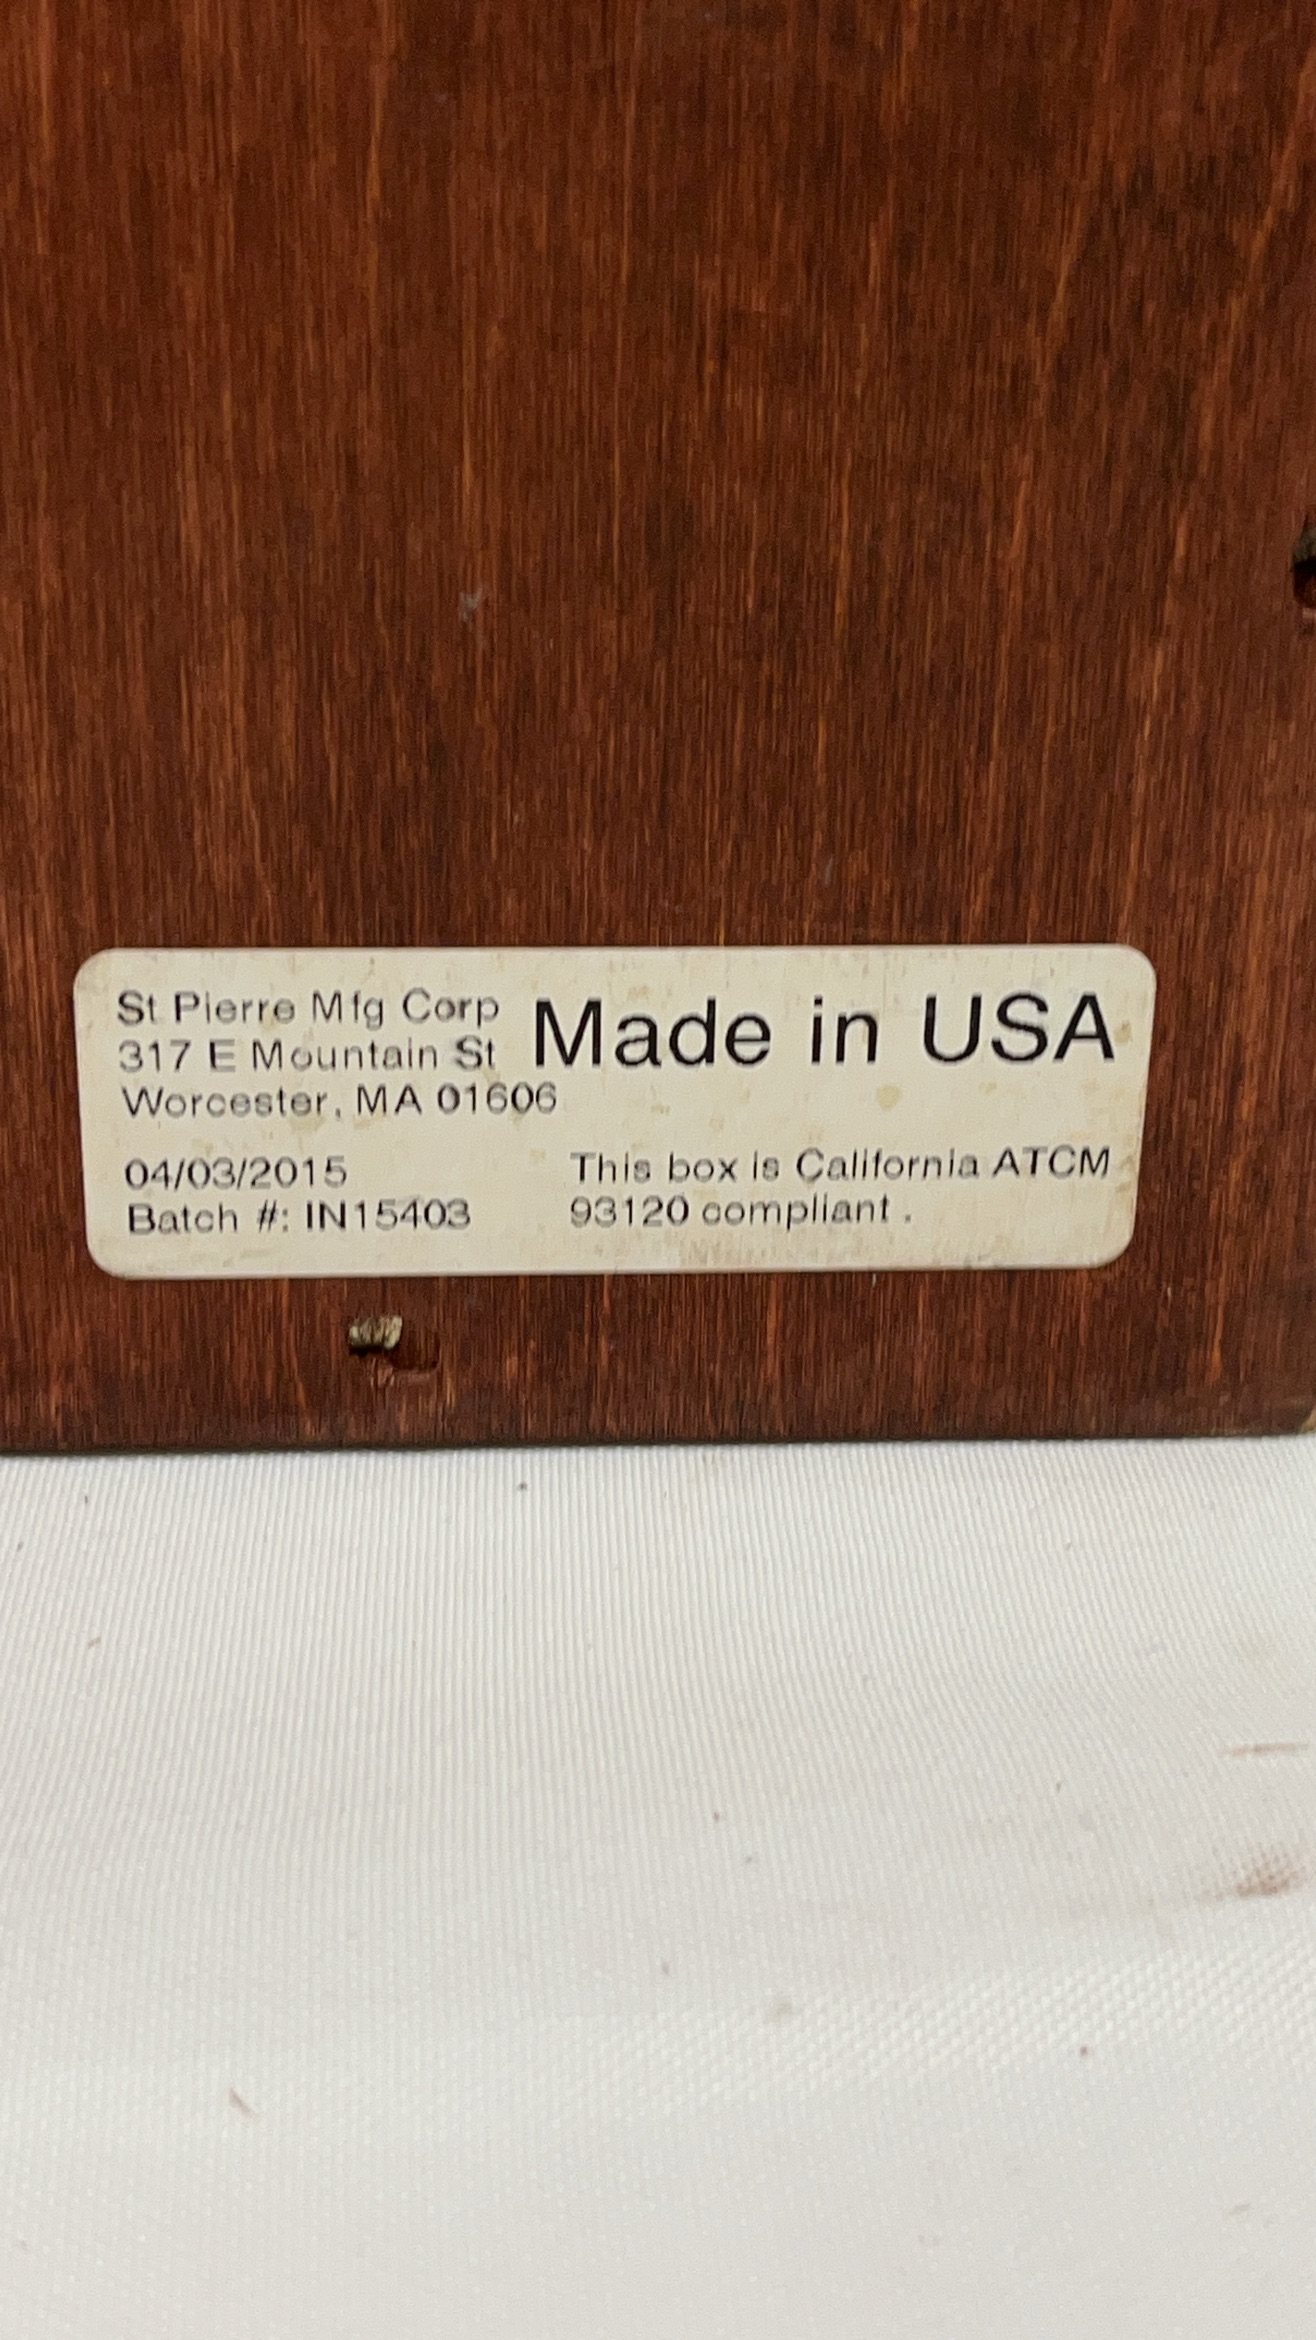 St Pierre Mfg Corp
317 E Mountain St
Worcester, MA 01606
Made in USA
04/03/2015
Batch #: IN15403
This box is California ATCM
93120 compliant .